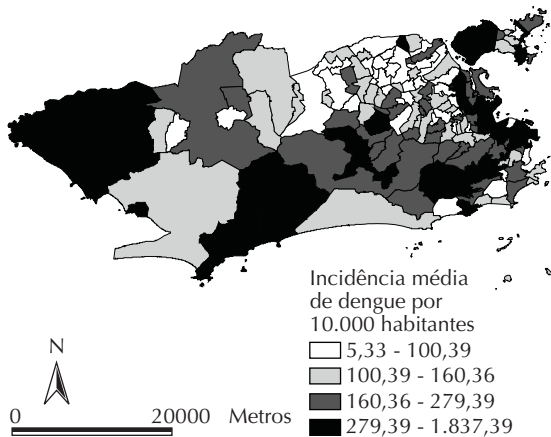 Incidência média
de dengue por
10.000 habitantes
5,33 - 100,39
100,39 - 160,36
160,36 - 279,39
279,39 - 1.837,39
N
0 20000 Metros